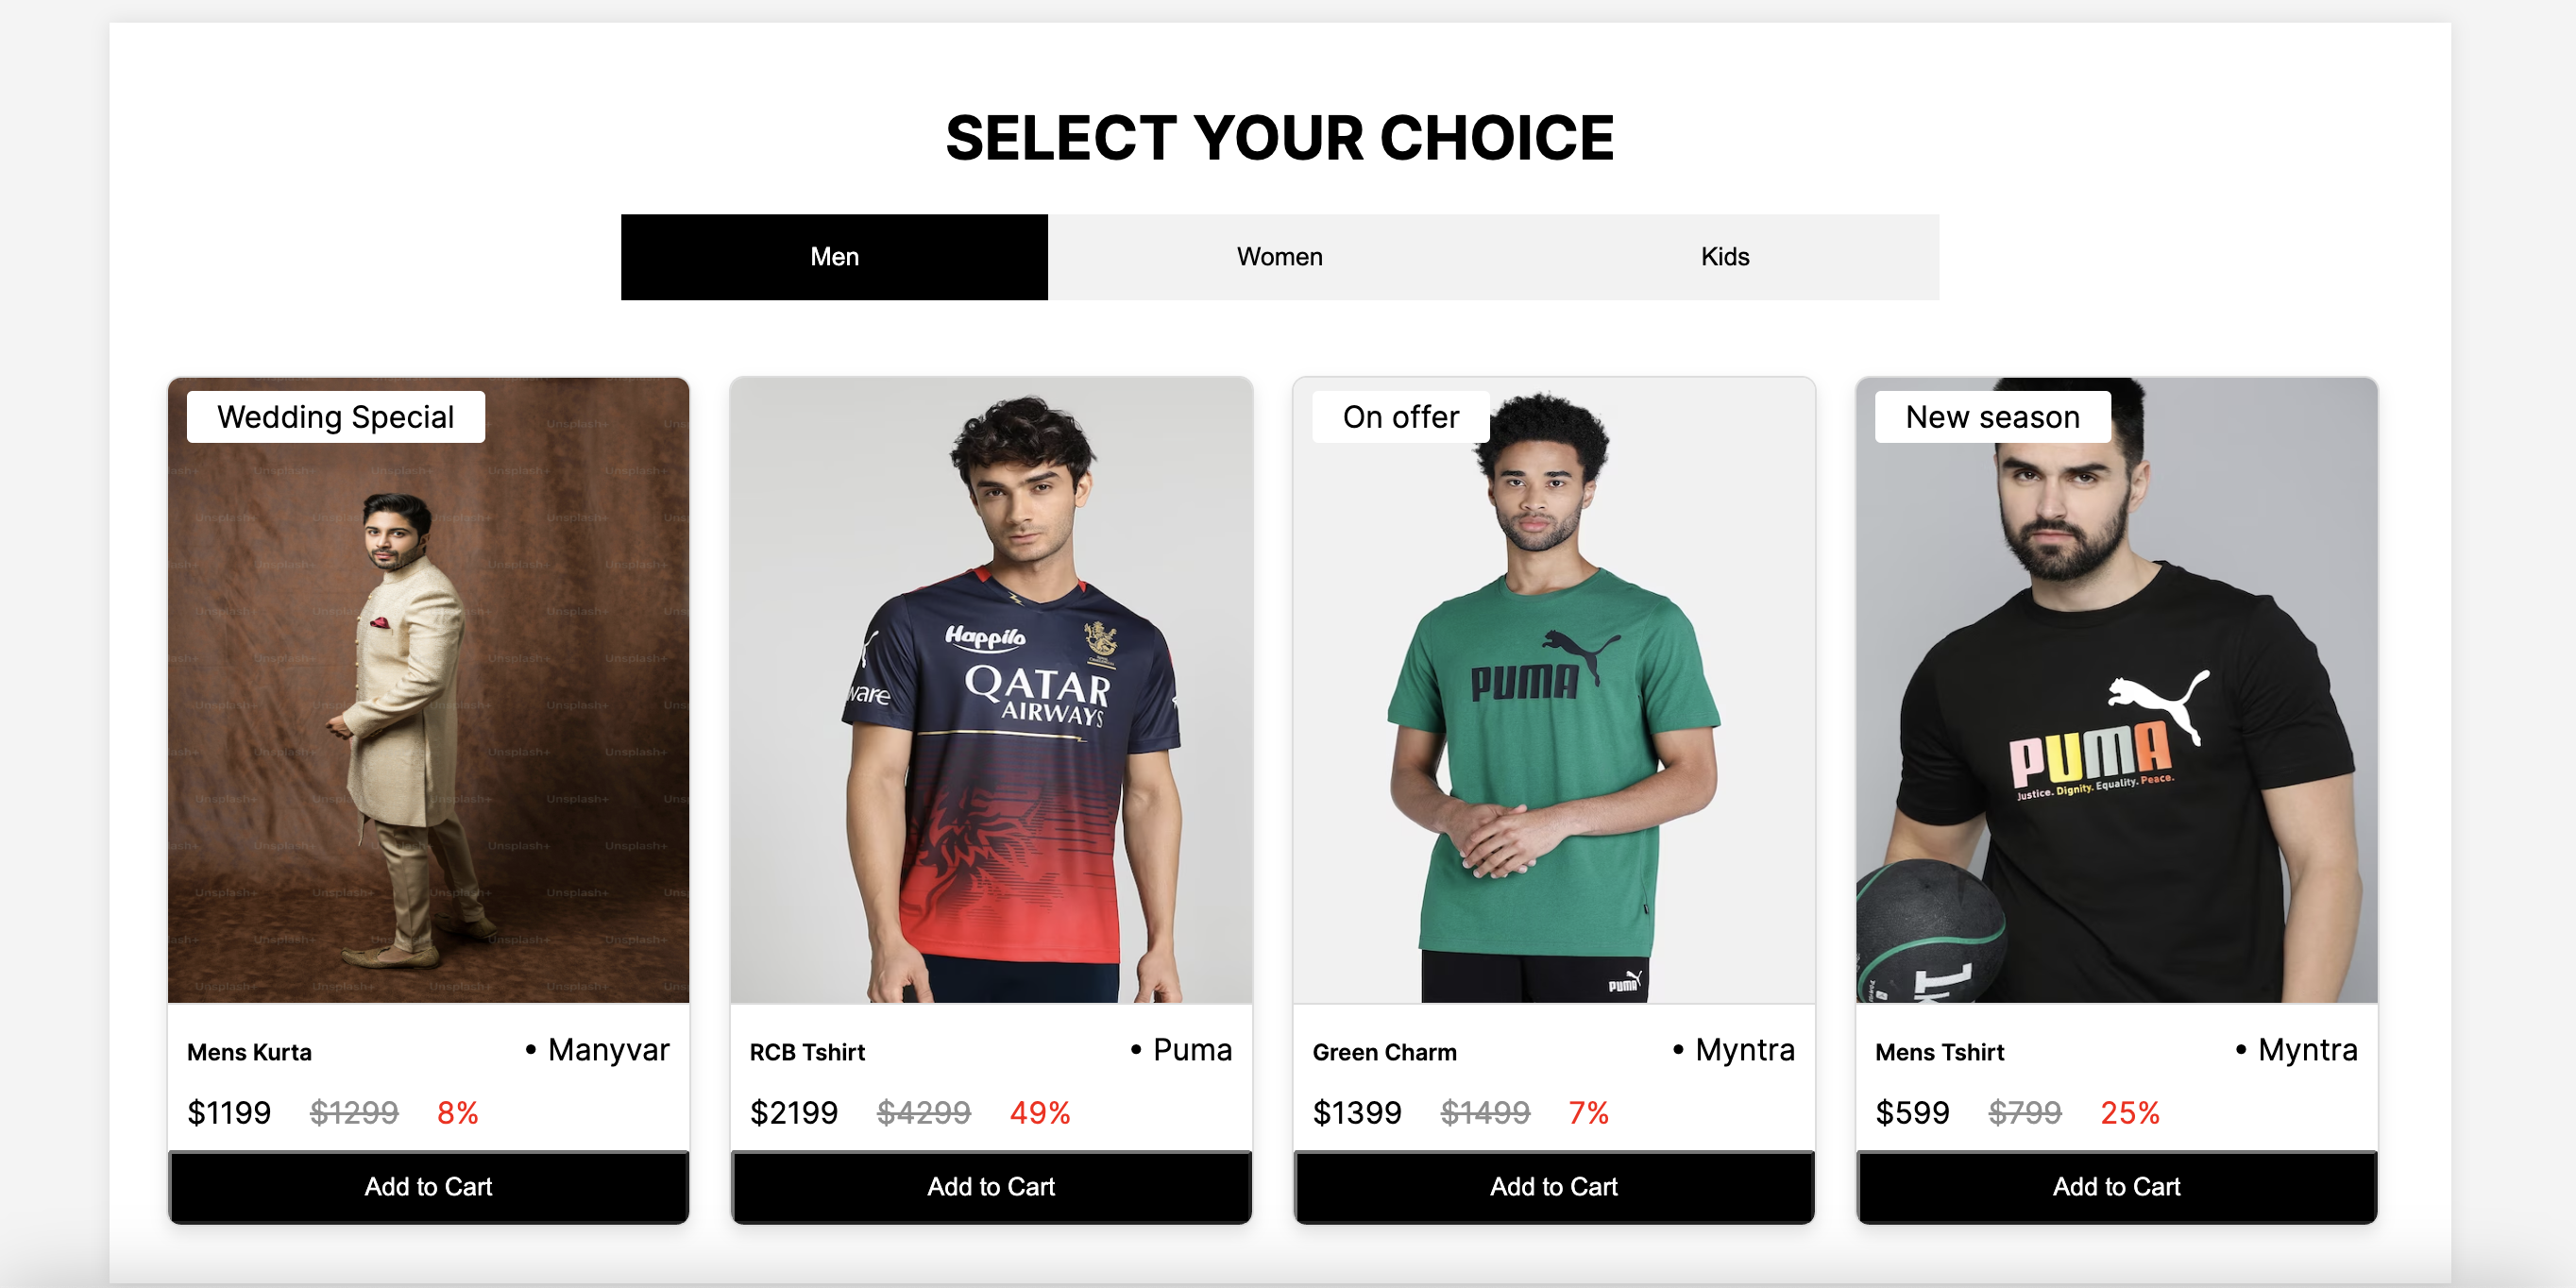 SELECT YOUR CHOICE
Men
Women
Kids
Wedding Special
Unsplash+
Happilo
QATAR
AIRWAYS
ware
On offer
PUMA
PUMA
New season
PUMA
Justice. Dignity. Equality. Peace.
Mens Kurta
• Manyvar
$1199 $1299 8%
Add to Cart
RCB Tshirt
• Puma
$2199 $4299 49%
Add to Cart
Green Charm
• Myntra
$1399 $1499 7%
Add to Cart
Mens Tshirt
• Myntra
$599 $799 25%
Add to Cart